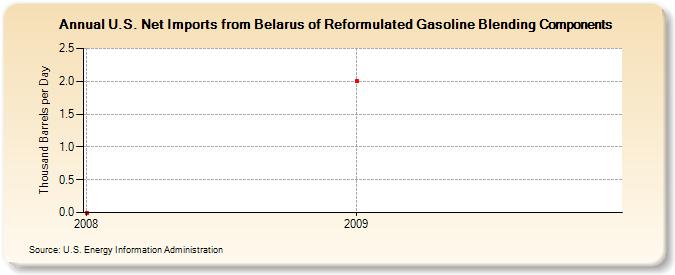 Annual U.S. Net Imports from Belarus of Reformulated Gasoline Blending Components
Thousand Barrels per Day
2.5
2.0
1.5
1.0
0.5
0.0
2008 2009
Source: U.S. Energy Information Administration